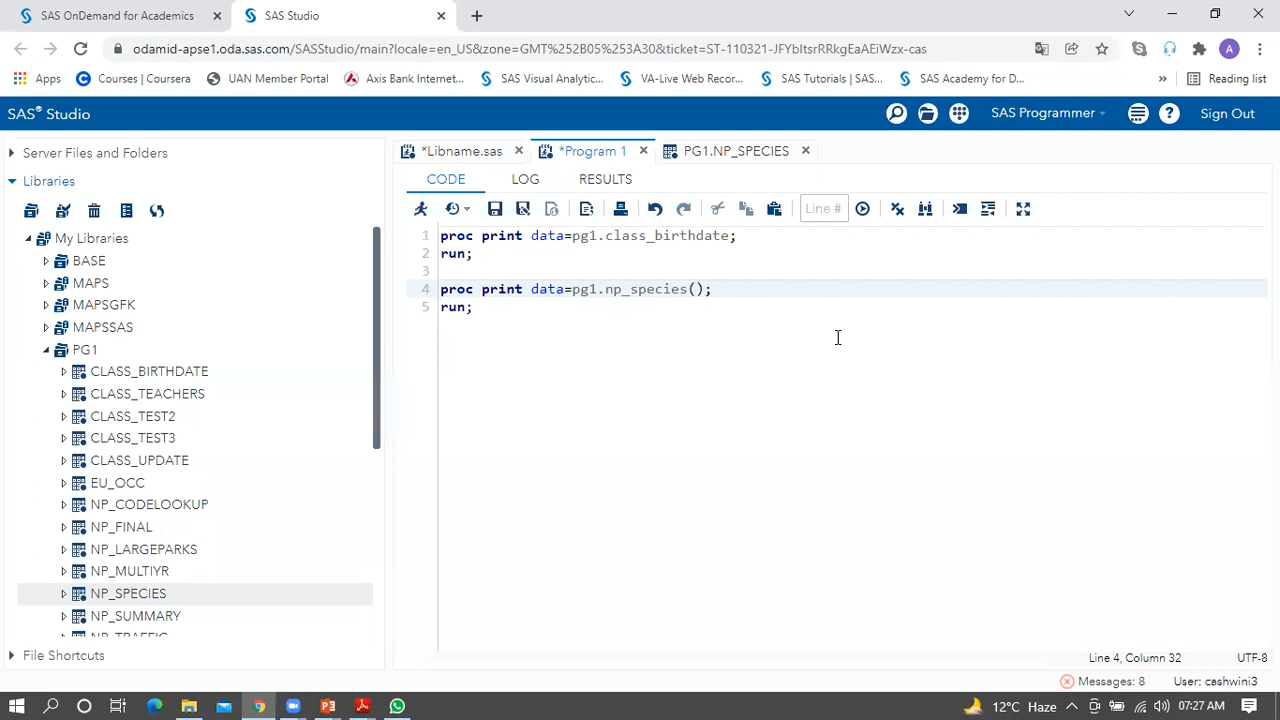 SAS OnDemand for Academics
SAS Studio
odamid-apse1.oda.sas.com/SASStudio/main?locale=en_US&zone=GMT%252B05%253A30&ticket=ST-110321-JFYbItsrRRkgEaAEiWzx-cas
Apps
Courses | Coursera
UAN Member Portal
Axis Bank Internet...
SAS Visual Analytic...
VA-Live Web Recor...
SAS Tutorials | SAS...
SAS Academy for D...
»
Reading list
SAS® Studio
SAS Programmer
Sign Out
Server Files and Folders
Libraries
My Libraries
BASE
MAPS
MAPSGFK
MAPSSAS
PG1
CLASS_BIRTHDATE
CLASS_TEACHERS
CLASS_TEST2
CLASS_TEST3
CLASS_UPDATE
EU_OCC
NP_CODELOOKUP
NP_FINAL
NP_LARGEPARKS
NP_MULTIYR
NP_SPECIES
NP_SUMMARY
NP_TRAFFIC
File Shortcuts
*Libname.sas
*Program 1
PG1.NP_SPECIES
CODE
LOG
RESULTS
Line #
1 proc print data=pg1.class_birthdate;
2 run;
3
4 proc print data=pg1.np_species();
5 run;
Line 4, Column 32
UTF-8
Messages: 8
User: cashwini3
12°C Haze
07:27 AM